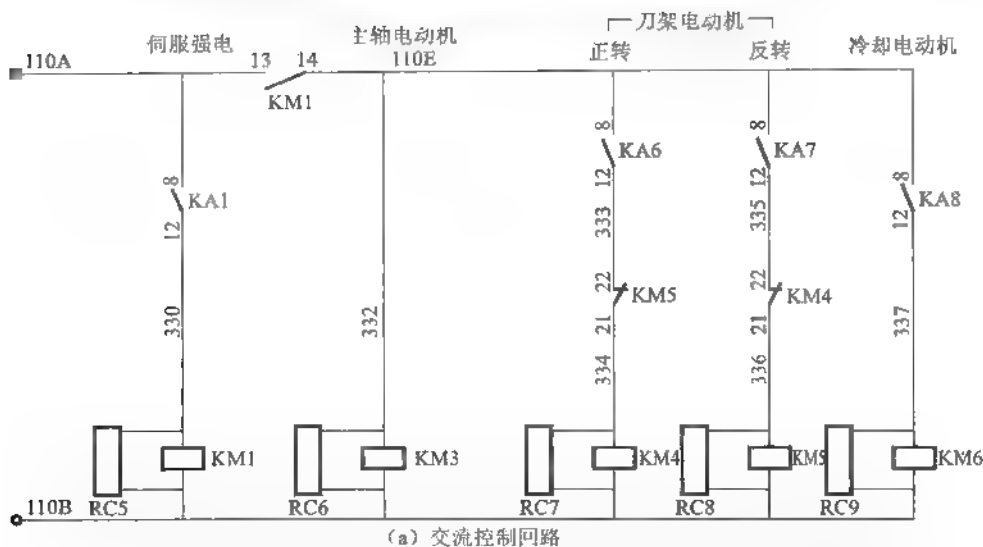 刀架电动机
伺服强电
主轴电动机
正转
反转
冷却电动机
110A
13
14
110E
KM1
8
KA6
12
8
KA7
12
8
KA1
12
8
KA8
12
333
335
22
KM5
21
22
KM4
21
330
332
334
336
337
KM1
KM3
KM4
KM5
KM6
RC5
RC6
RC7
RC8
RC9
110B
(a) 交流控制回路